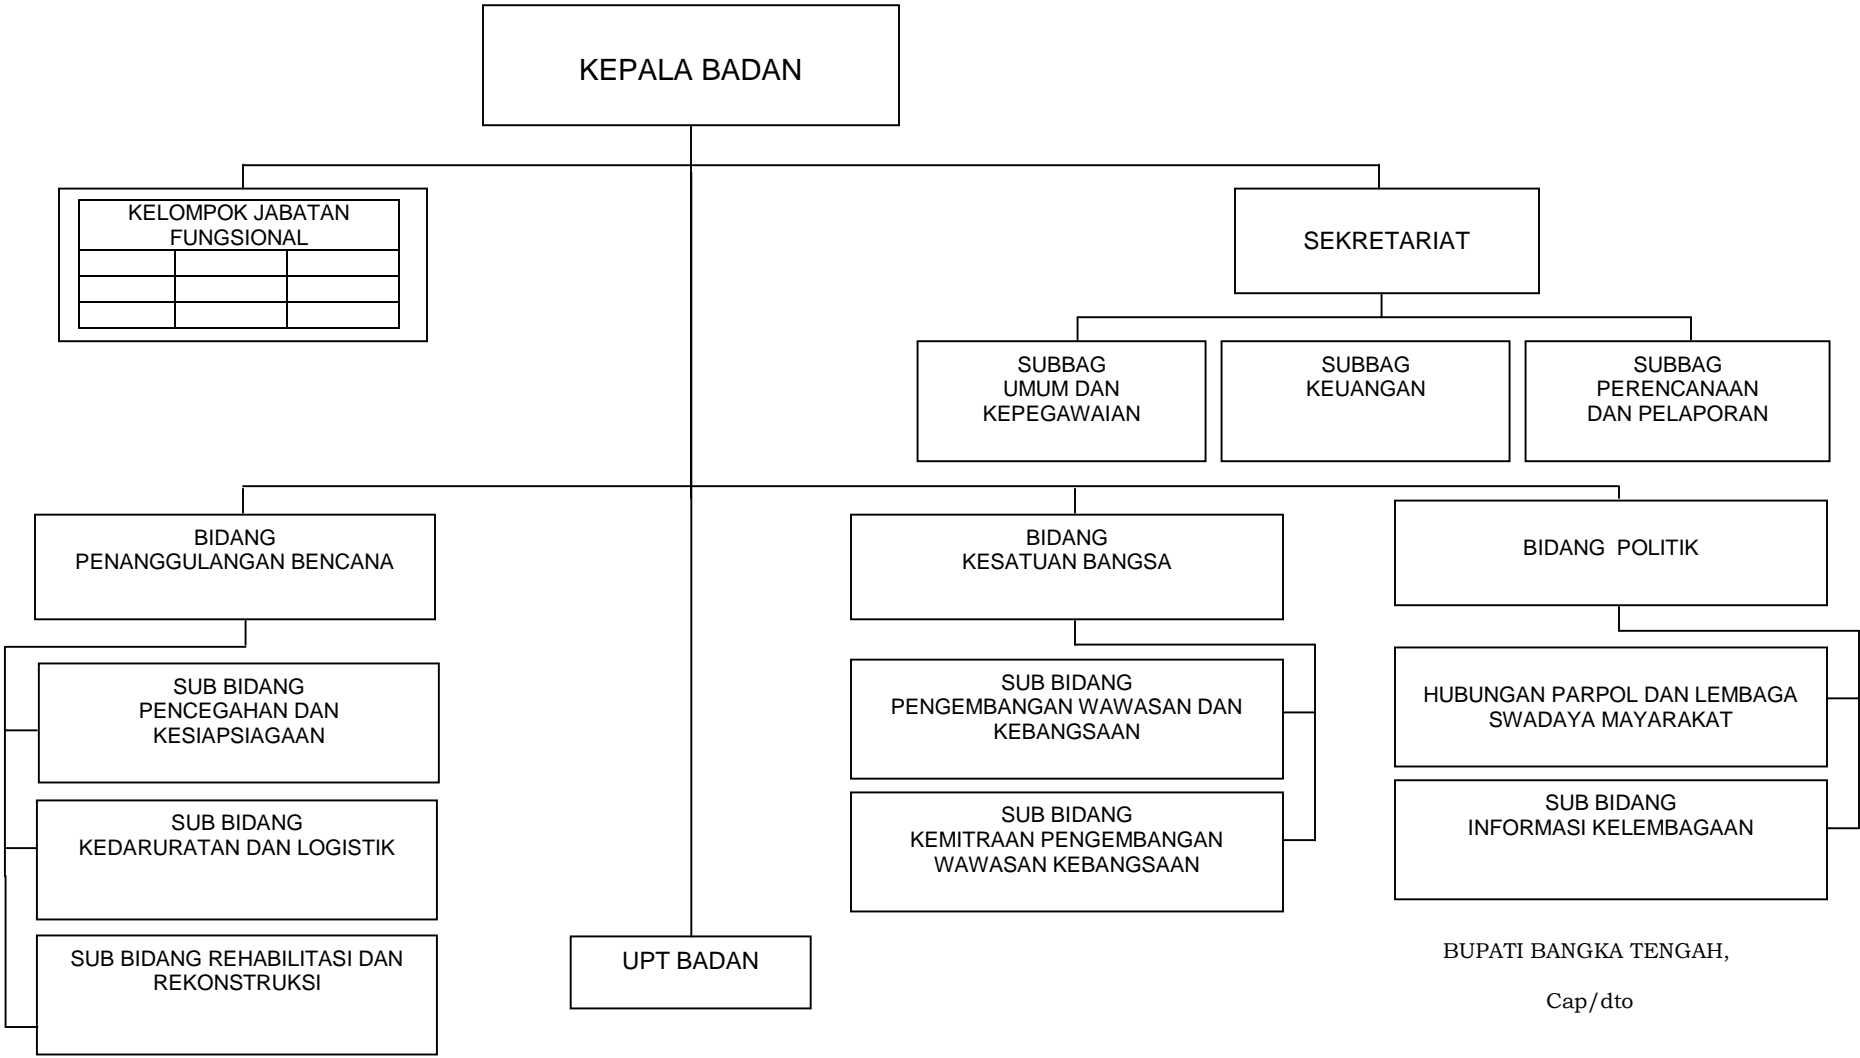 KEPALA BADAN
KELOMPOK JABATAN
FUNGSIONAL
SEKRETARIAT
SUBBAG
UMUM DAN
KEPEGAWAIAN
SUBBAG
KEUANGAN
SUBBAG
PERENCANAAN
DAN PELAPORAN
BIDANG
PENANGGULANGAN BENCANA
BIDANG
KESATUAN BANGSA
BIDANG POLITIK
SUB BIDANG
PENCEGAHAN DAN
KESIAPSIAGAAN
SUB BIDANG
PENGEMBANGAN WAWASAN DAN
KEBANGSAAN
HUBUNGAN PARPOL DAN LEMBAGA
SWADAYA MAYARAKAT
SUB BIDANG
KEDARURATAN DAN LOGISTIK
SUB BIDANG
KEMITRAAN PENGEMBANGAN
WAWASAN KEBANGSAAN
SUB BIDANG
INFORMASI KELEMBAGAAN
SUB BIDANG REHABILITASI DAN
REKONSTRUKSI
UPT BADAN
BUPATI BANGKA TENGAH,
Cap/dto